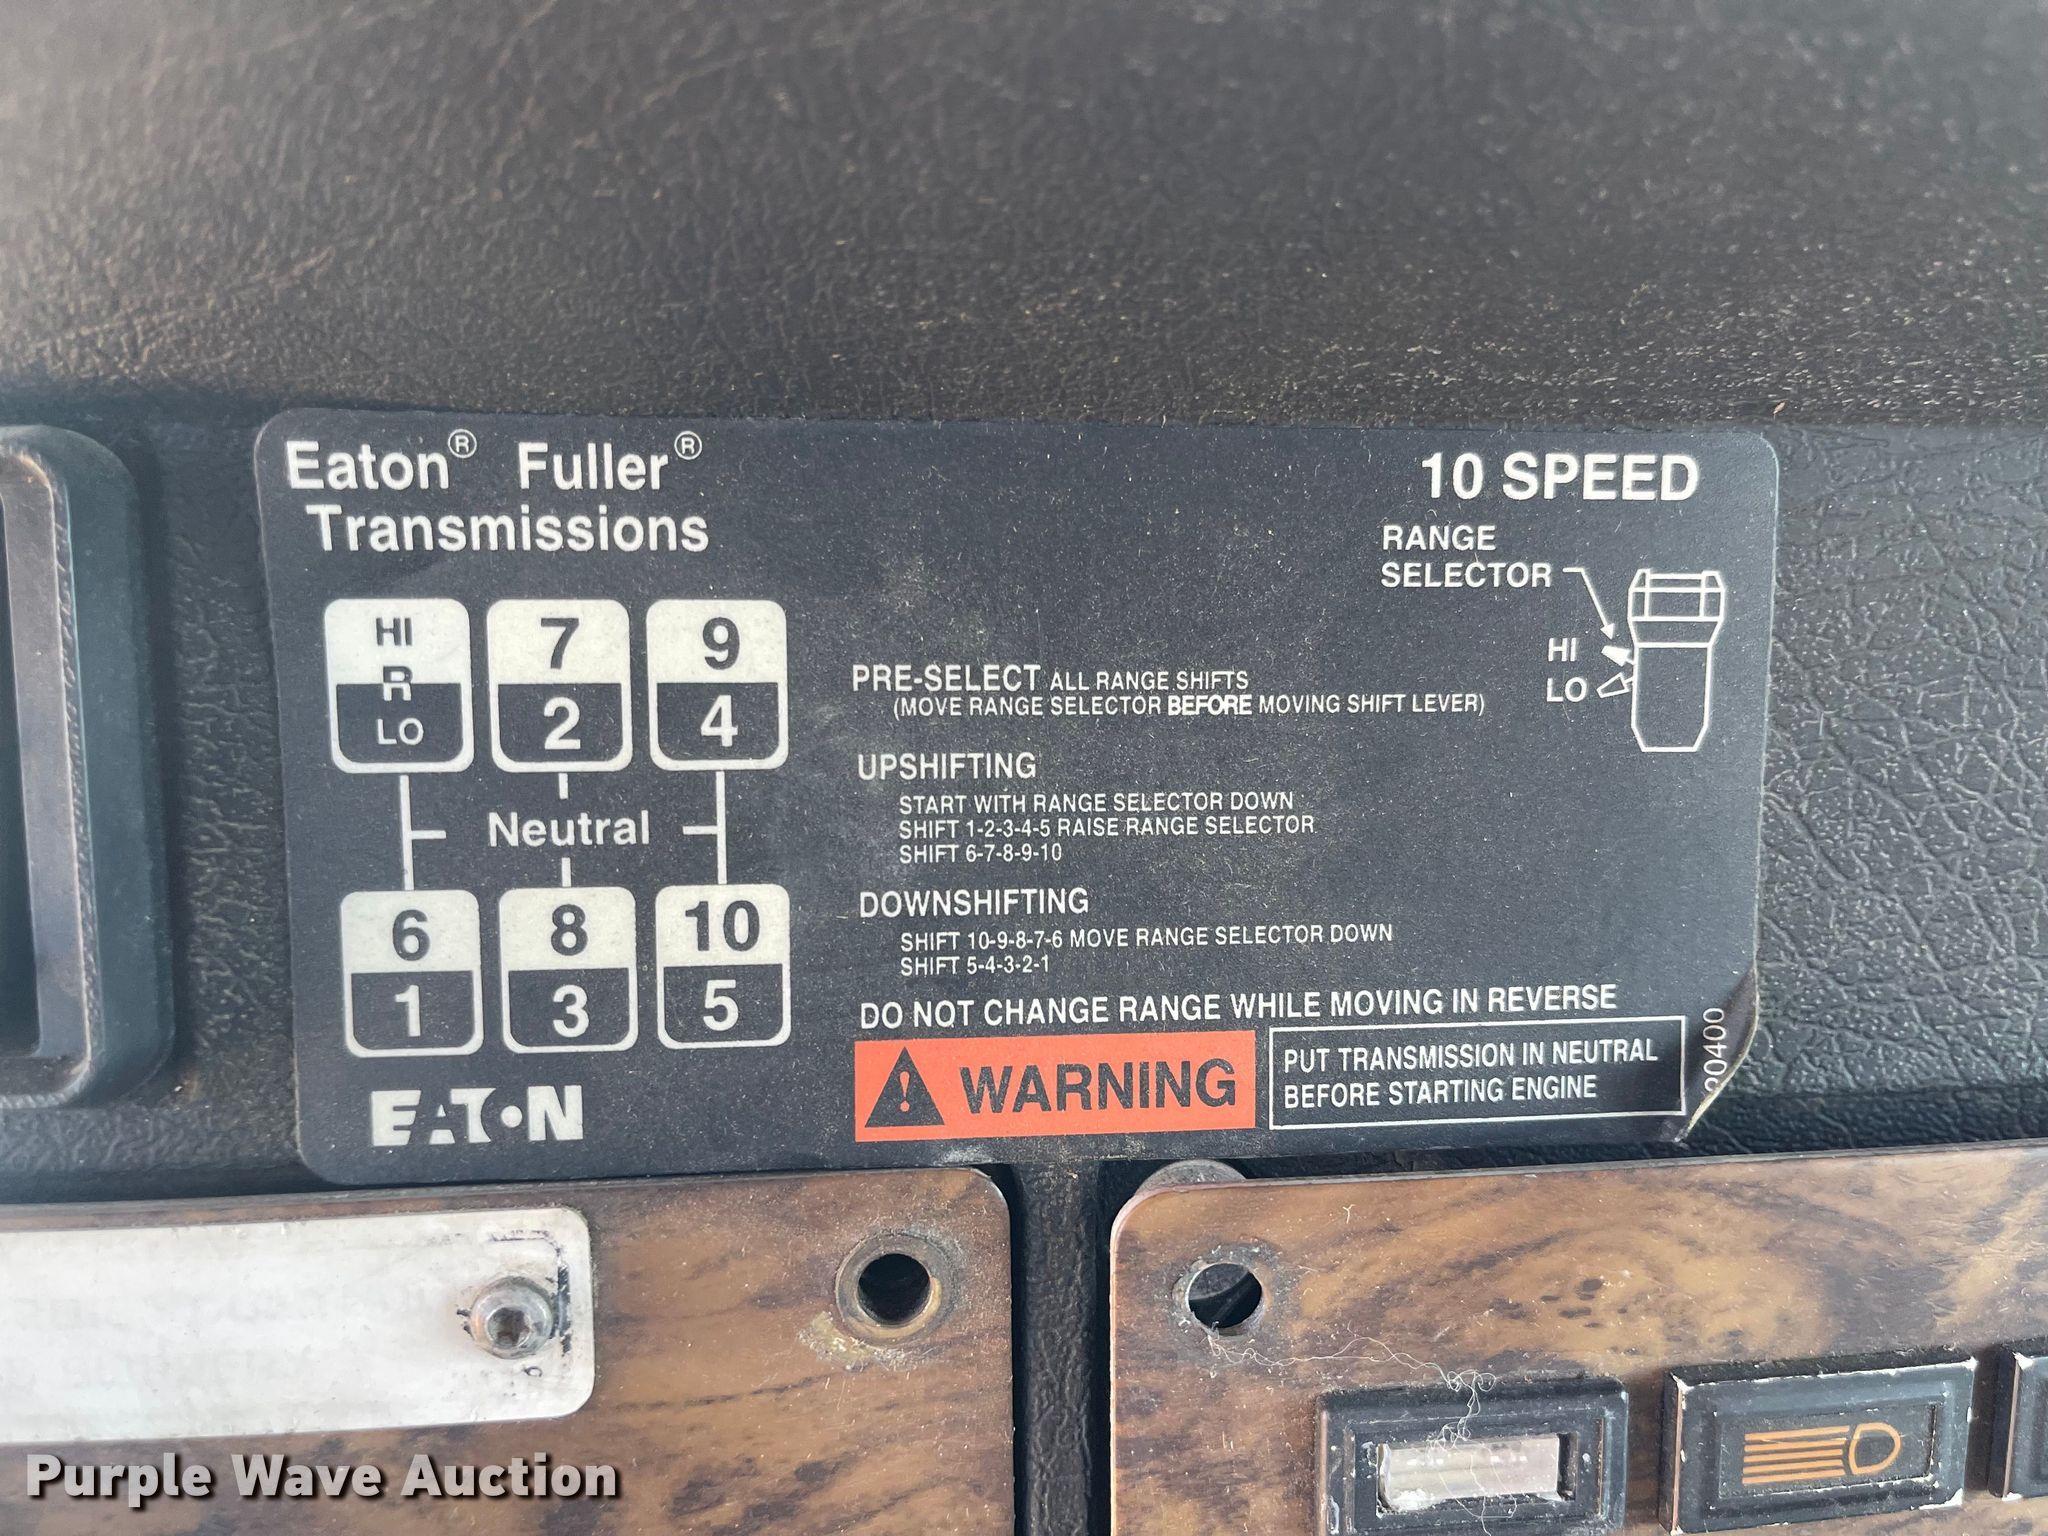 Eaton® Fuller®
Transmissions
10 SPEED
RANGE
SELECTOR
HI
LO
HI
R
LO
7
2
9
4
Neutral
6
1
8
3
10
5
EATON
PRE-SELECT ALL RANGE SHIFTS
(MOVE RANGE SELECTOR BEFORE MOVING SHIFT LEVER)
UPSHIFTING
START WITH RANGE SELECTOR DOWN
SHIFT 1-2-3-4-5 RAISE RANGE SELECTOR
SHIFT 6-7-8-9-10
DOWNSHIFTING
SHIFT 10-9-8-7-6 MOVE RANGE SELECTOR DOWN
SHIFT 5-4-3-2-1
DO NOT CHANGE RANGE WHILE MOVING IN REVERSE
WARNING
PUT TRANSMISSION IN NEUTRAL
BEFORE STARTING ENGINE
Purple Wave Auction